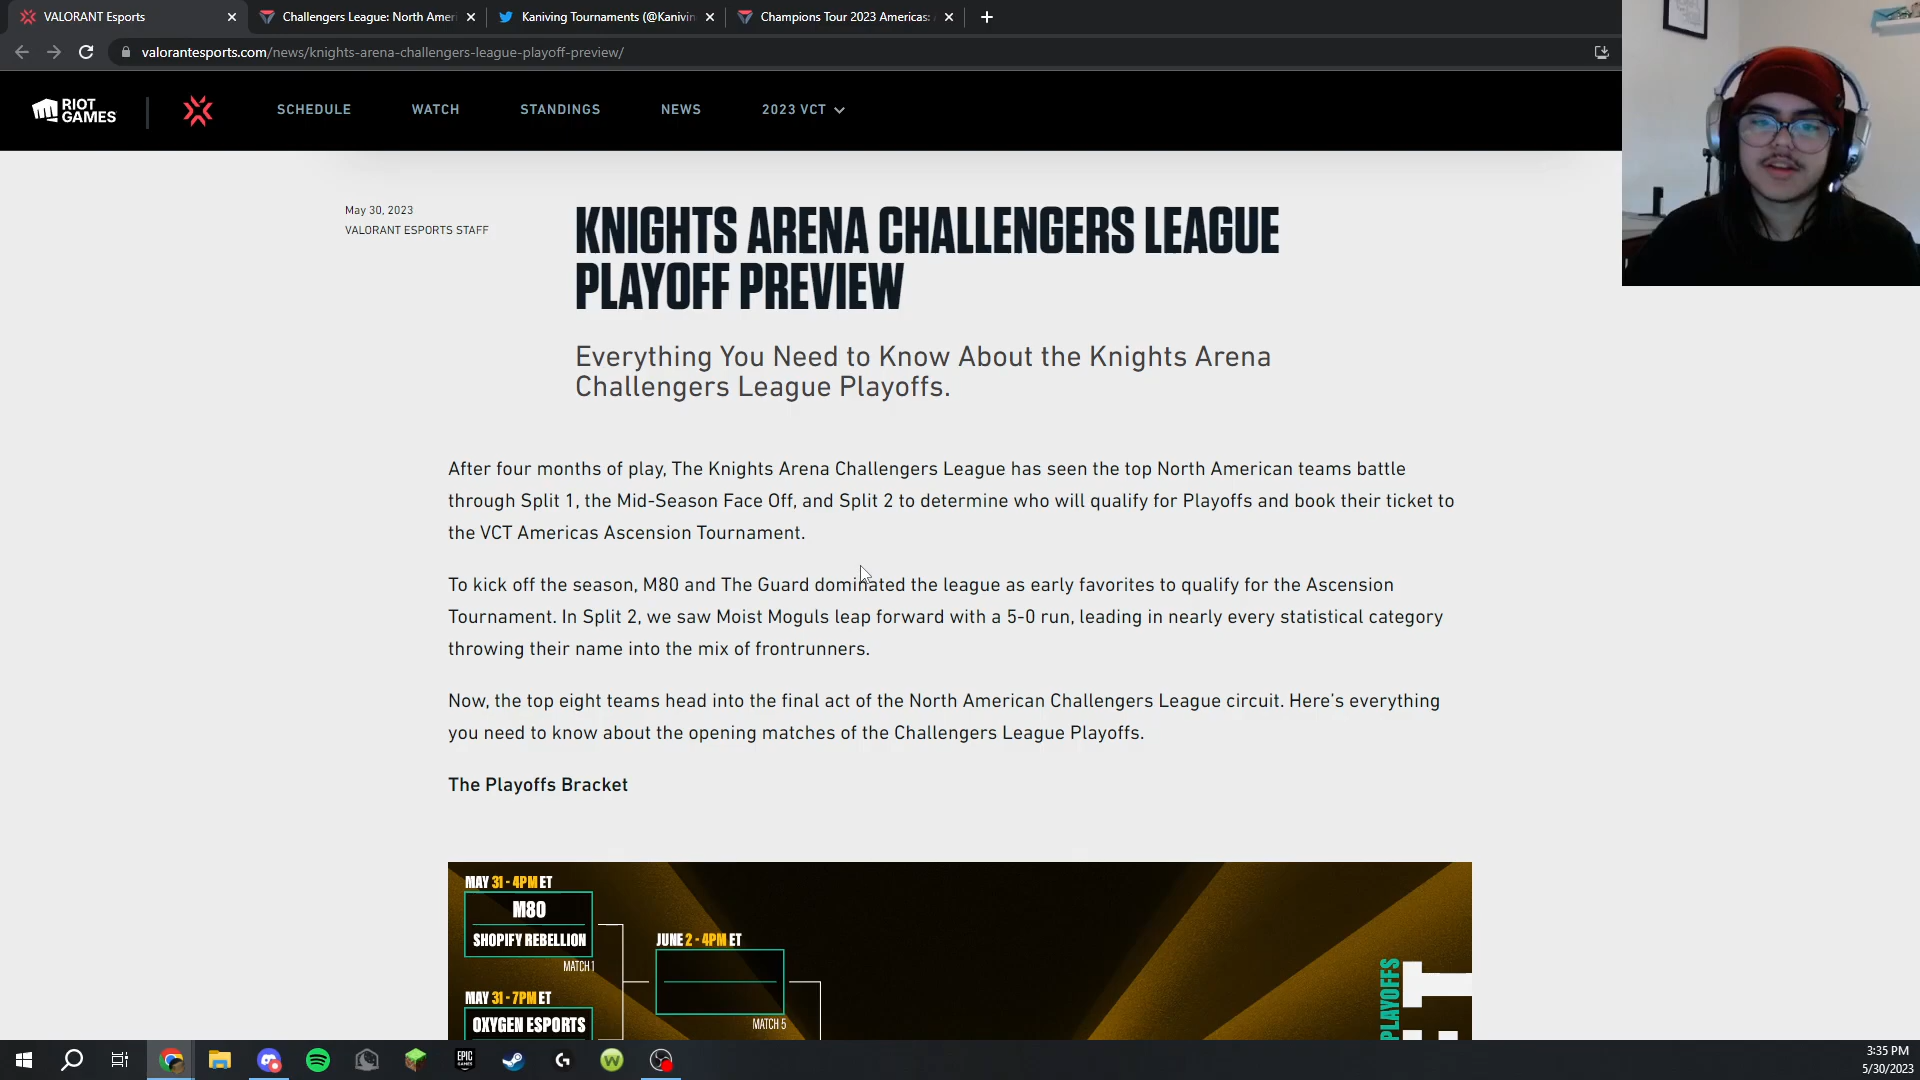 VALORANT Esports
Challengers League: North Amer
Kaniving Tournaments (@Kanivin
Champions Tour 2023 Americas:
valorantesports.com/news/knights-arena-challengers-league-playoff-preview/
RIOT GAMES
SCHEDULE
WATCH
STANDINGS
NEWS
2023 VCT
May 30, 2023
VALORANT ESPORTS STAFF
KNIGHTS ARENA CHALLENGERS LEAGUE
PLAYOFF PREVIEW
Everything You Need to Know About the Knights Arena
Challengers League Playoffs.
After four months of play, The Knights Arena Challengers League has seen the top North American teams battle
through Split 1, the Mid-Season Face Off, and Split 2 to determine who will qualify for Playoffs and book their ticket to
the VCT Americas Ascension Tournament.
To kick off the season, M80 and The Guard dominated the league as early favorites to qualify for the Ascension
Tournament. In Split 2, we saw Moist Moguls leap forward with a 5-0 run, leading in nearly every statistical category
throwing their name into the mix of frontrunners.
Now, the top eight teams head into the final act of the North American Challengers League circuit. Here’s everything
you need to know about the opening matches of the Challengers League Playoffs.
The Playoffs Bracket
MAY 31 - 4PM ET
M80
SHOPIFY REBELLION
MATCH 1
MAY 31 - 7PM ET
OXYGEN ESPORTS
JUNE 2 - 4PM ET
MATCH 5
PLAYOFFS
EPIC GAMES
3:35 PM
5/30/2023